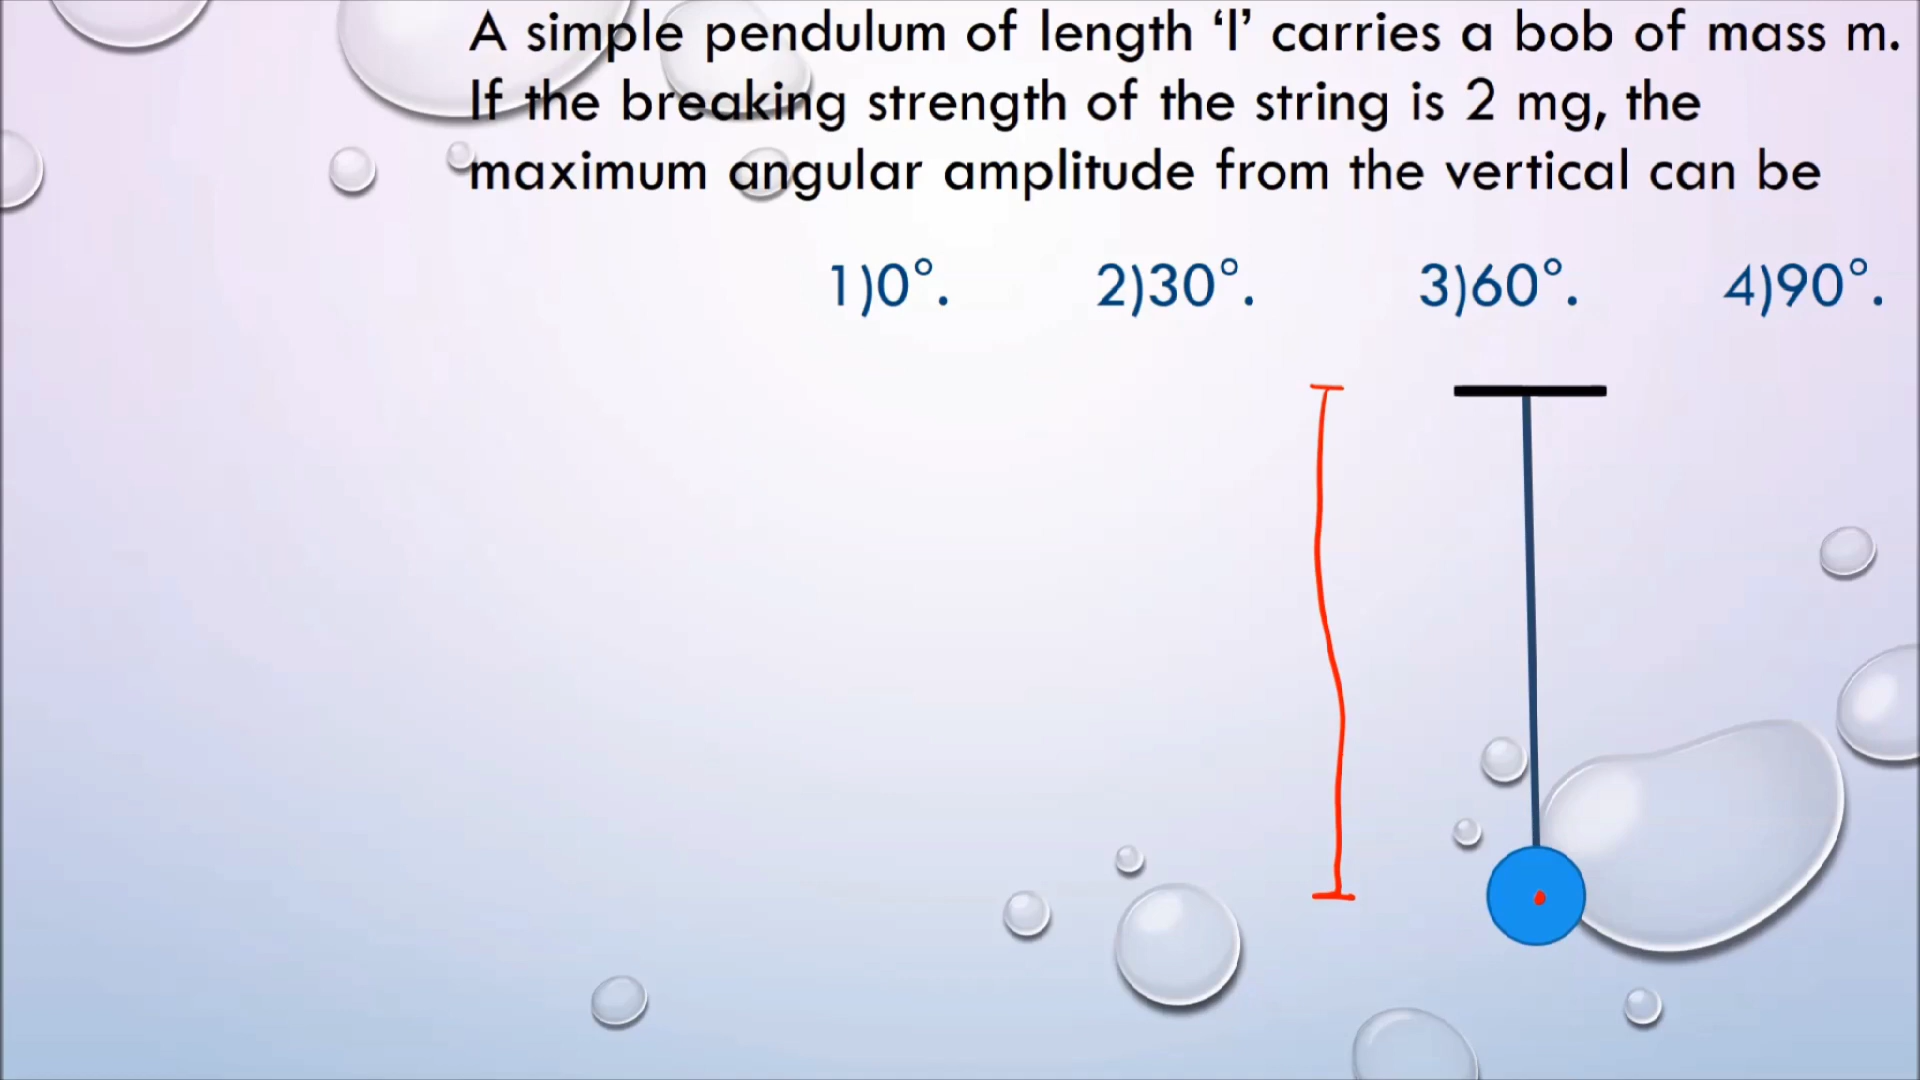 A simple pendulum of length ‘l’ carries a bob of mass m.
If the breaking strength of the string is 2 mg, the
maximum angular amplitude from the vertical can be
1)0°. 2)30°. 3)60°. 4)90°.